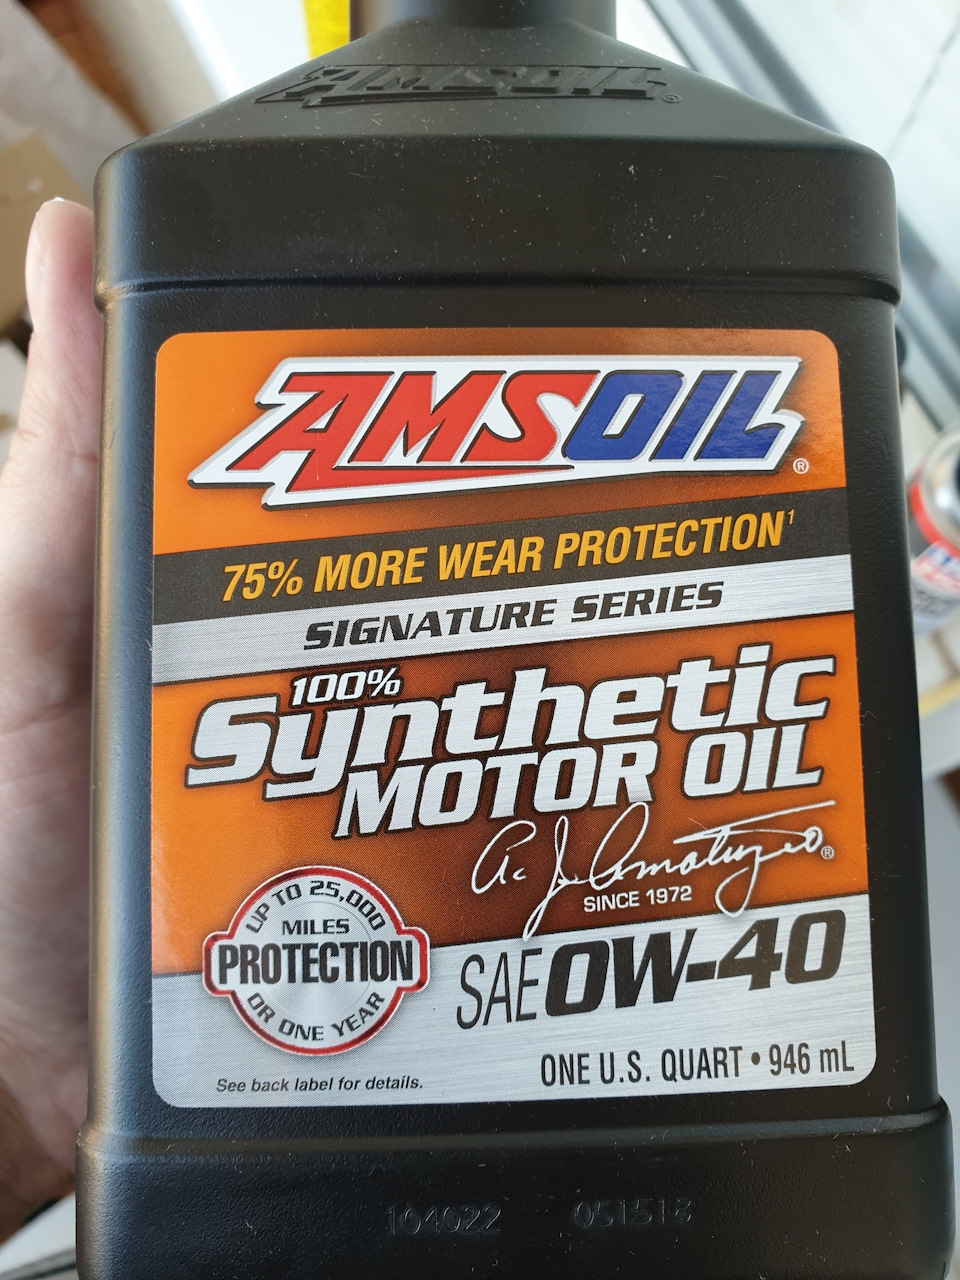 AMSOIL
AMSOIL®
75% MORE WEAR PROTECTION¹
SIGNATURE SERIES
100%
Synthetic
MOTOR OIL
A. J. Amatuzio®
SINCE 1972
UP TO 25,000
MILES
PROTECTION
OR ONE YEAR
SAE 0W-40
ONE U.S. QUART • 946 mL
See back label for details.
104022 051518